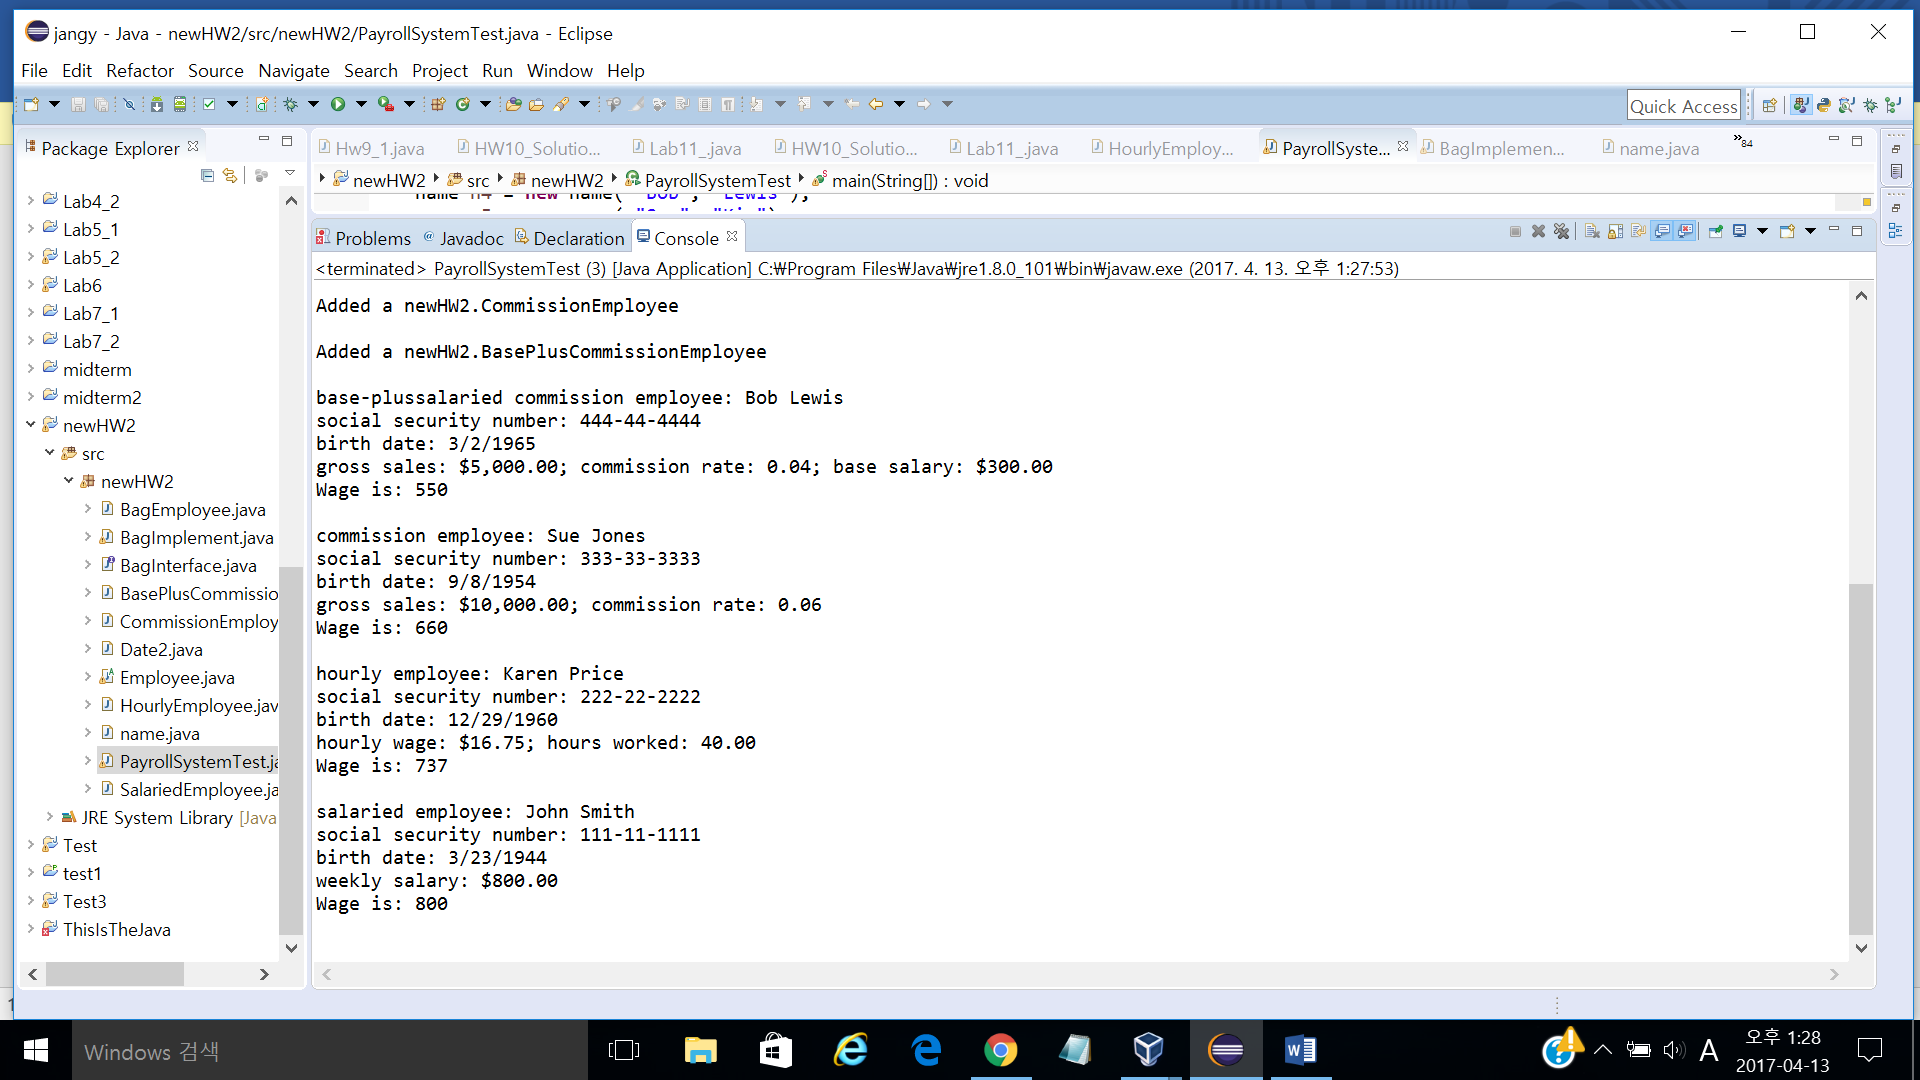 jangy - Java - newHW2/src/newHW2/PayrollSystemTest.java - Eclipse
File Edit Refactor Source Navigate Search Project Run Window Help
Quick Access
Package Explorer
Lab4_2
Lab5_1
Lab5_2
Lab6
Lab7_1
Lab7_2
midterm
midterm2
newHW2
src
newHW2
BagEmployee.java
BagImplement.java
BagInterface.java
BasePlusCommissio
CommissionEmploy
Date2.java
Employee.java
HourlyEmployee.jav
name.java
PayrollSystemTest.ja
SalariedEmployee.ja
JRE System Library [Java
Test
test1
Test3
ThisIsTheJava
Hw9_1.java HW10_Solutio... Lab11_.java HW10_Solutio... Lab11_.java HourlyEmploy... PayrollSyste... BagImplemen... name.java »84
newHW2 src newHW2 PayrollSystemTest main(String[]) : void
name n4 = new name( "Bob", "Lewis");
Problems @ Javadoc Declaration Console
<terminated> PayrollSystemTest (3) [Java Application] C:₩Program Files₩Java₩jre1.8.0_101₩bin₩javaw.exe (2017. 4. 13. 오후 1:27:53)
Added a newHW2.CommissionEmployee
Added a newHW2.BasePlusCommissionEmployee
base-plussalaried commission employee: Bob Lewis
social security number: 444-44-4444
birth date: 3/2/1965
gross sales: $5,000.00; commission rate: 0.04; base salary: $300.00
Wage is: 550
commission employee: Sue Jones
social security number: 333-33-3333
birth date: 9/8/1954
gross sales: $10,000.00; commission rate: 0.06
Wage is: 660
hourly employee: Karen Price
social security number: 222-22-2222
birth date: 12/29/1960
hourly wage: $16.75; hours worked: 40.00
Wage is: 737
salaried employee: John Smith
social security number: 111-11-1111
birth date: 3/23/1944
weekly salary: $800.00
Wage is: 800
Windows 검색
A
오후 1:28
2017-04-13